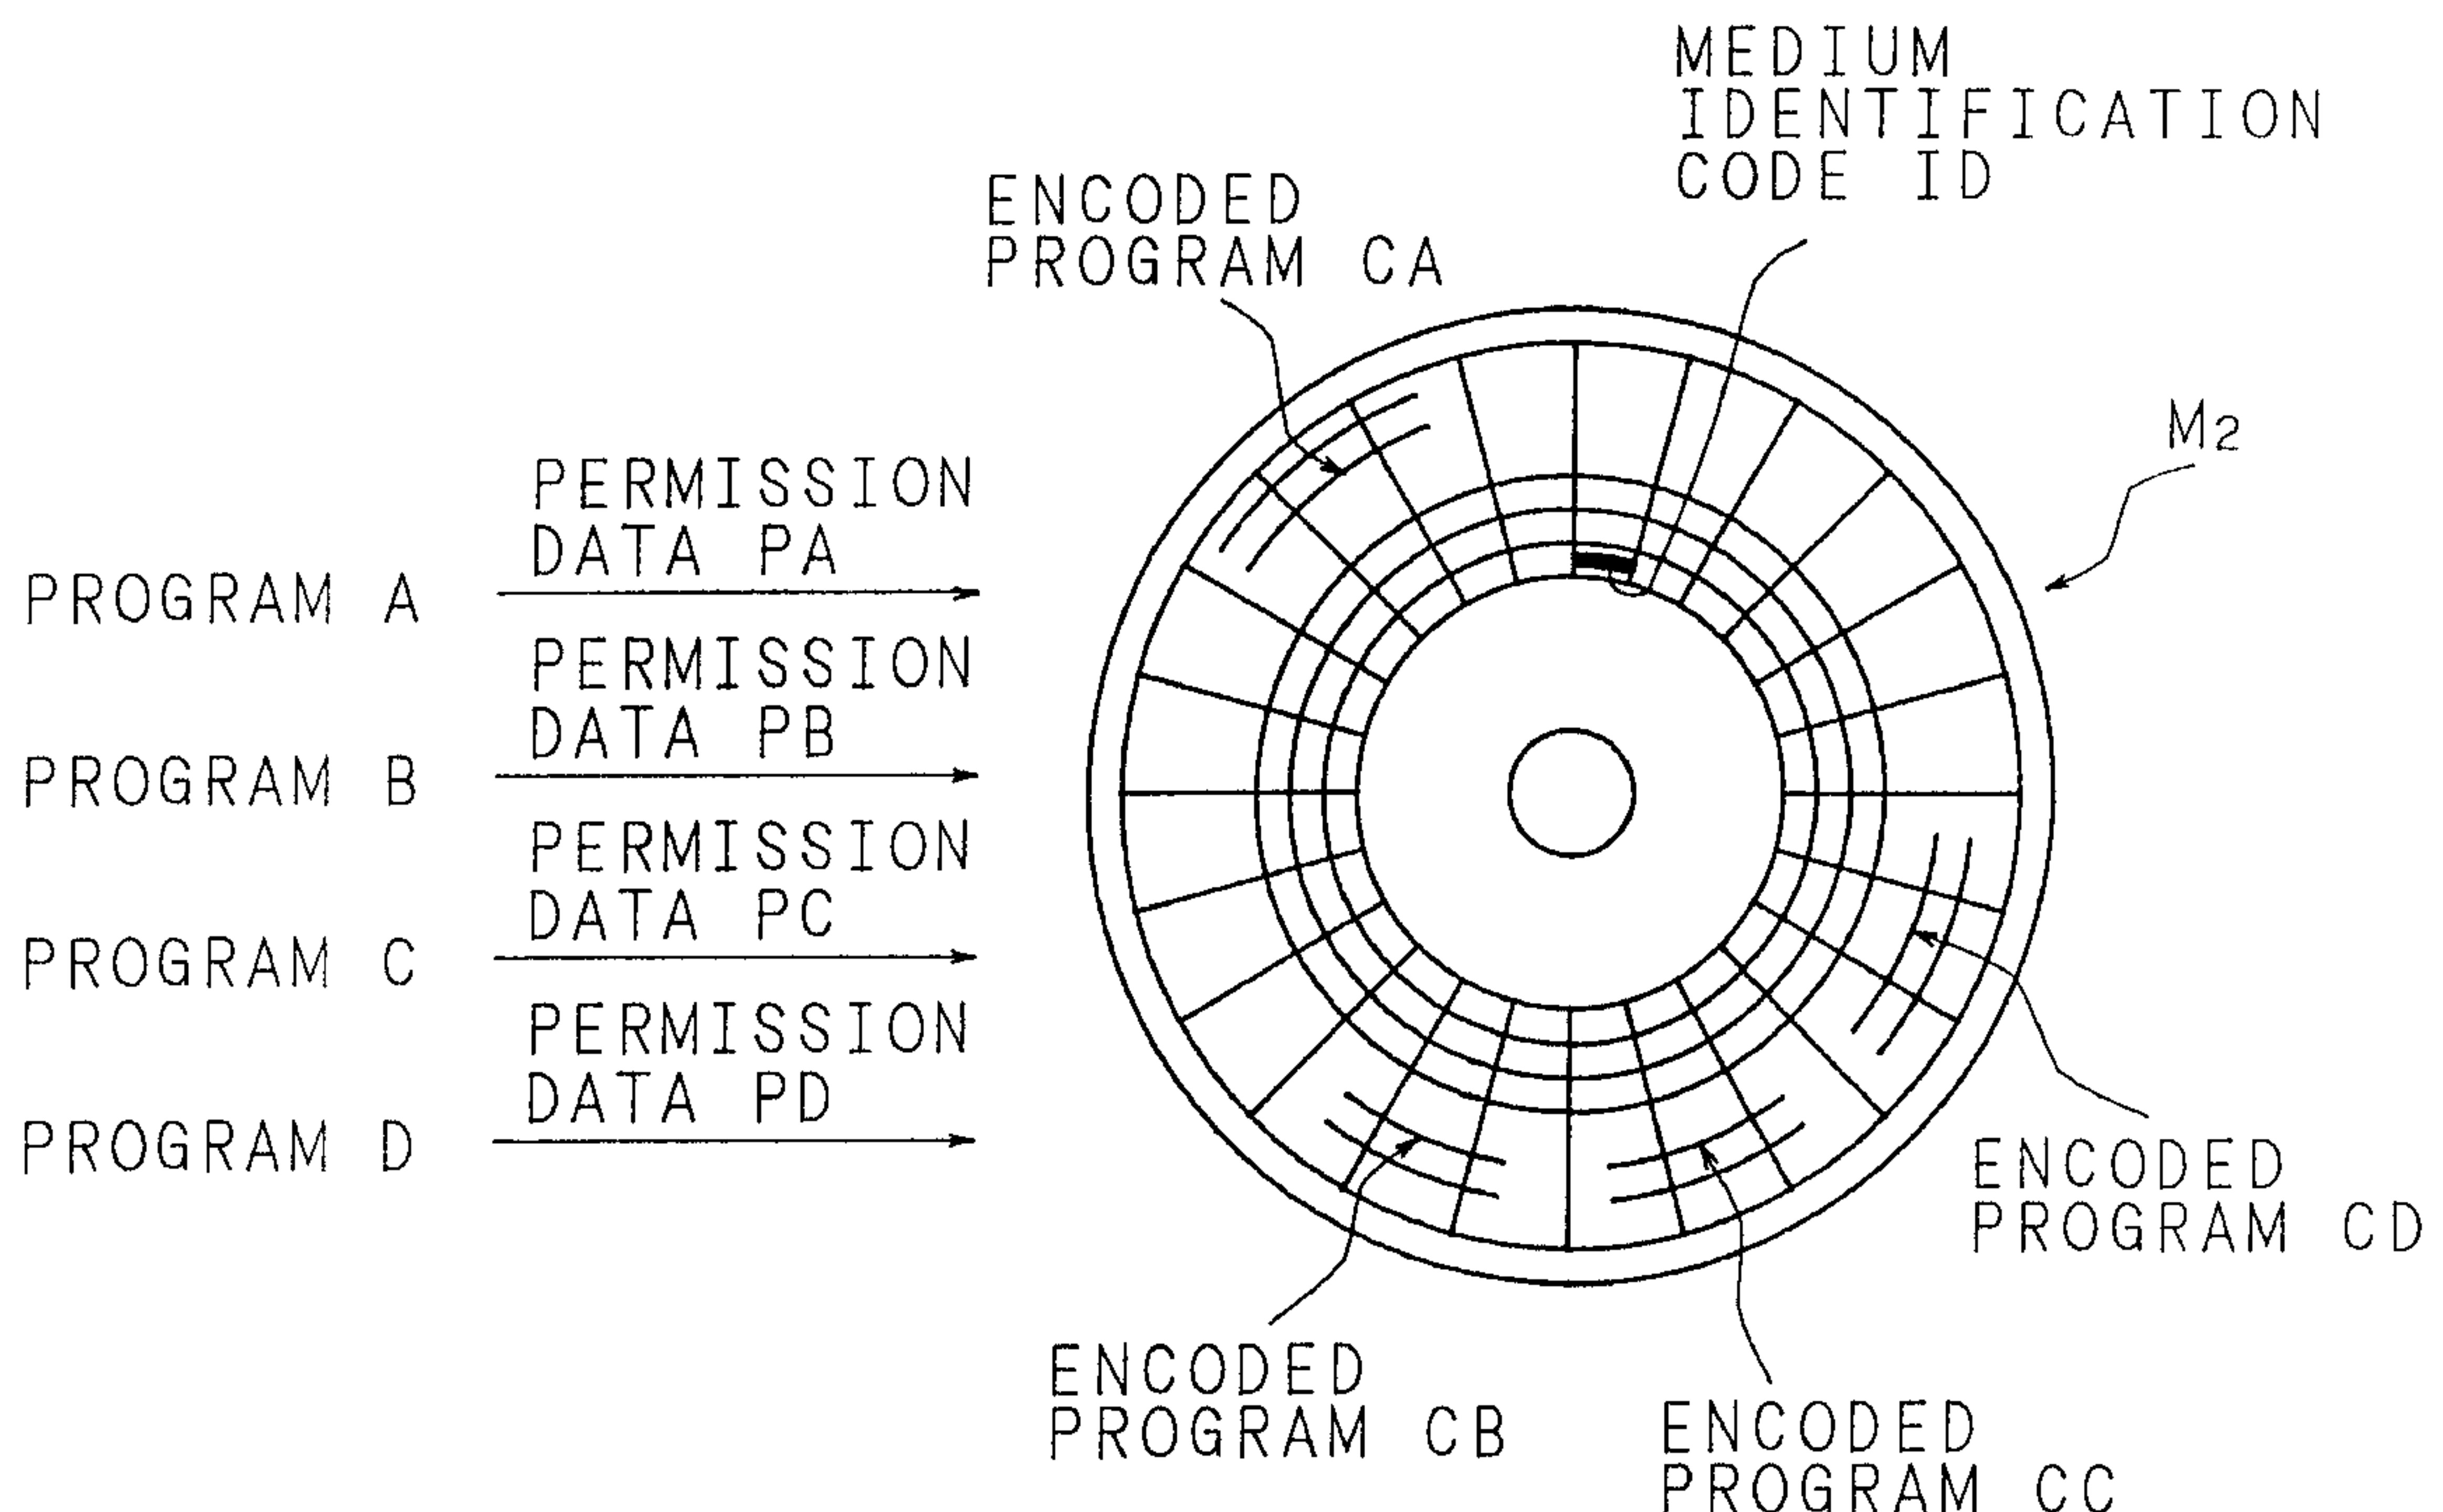 MEDIUM
IDENTIFICATION
CODE ID
ENCODED
PROGRAM CA
M2
PERMISSION
DATA PA
PROGRAM A
PERMISSION
DATA PB
PROGRAM B
PERMISSION
DATA PC
PROGRAM C
PERMISSION
DATA PD
PROGRAM D
ENCODED
PROGRAM CD
ENCODED
PROGRAM CB
ENCODED
PROGRAM CC